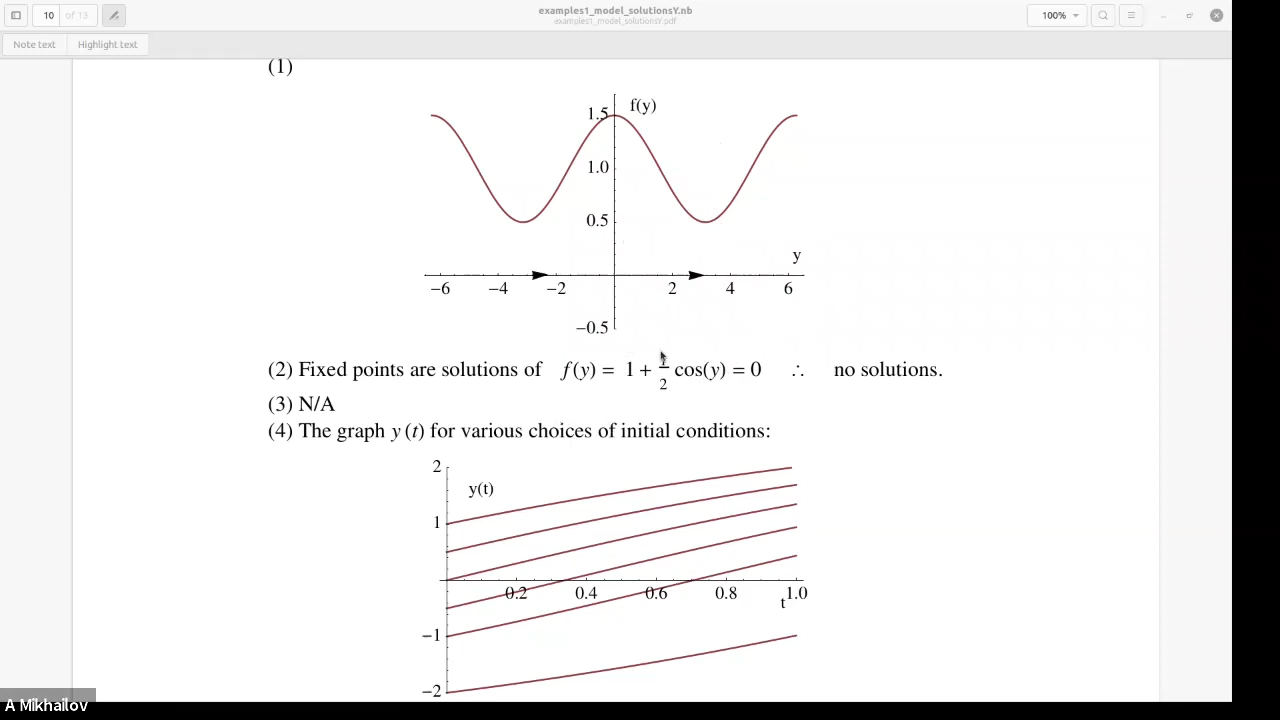 10 of 13
examples1_model_solutionsY.nb
examples1_model_solutionsY.pdf
100%
Note text Highlight text
(1)
f(y)
1.5
1.0
0.5
y
−6 −4 −2 2 4 6
−0.5
(2) Fixed points are solutions of f(y) = 1 + 1/2 cos(y) = 0 ∴ no solutions.
(3) N/A
(4) The graph y (t) for various choices of initial conditions:
2
y(t)
1
0.2 0.4 0.6 0.8 1.0
t
−1
−2
A Mikhailov